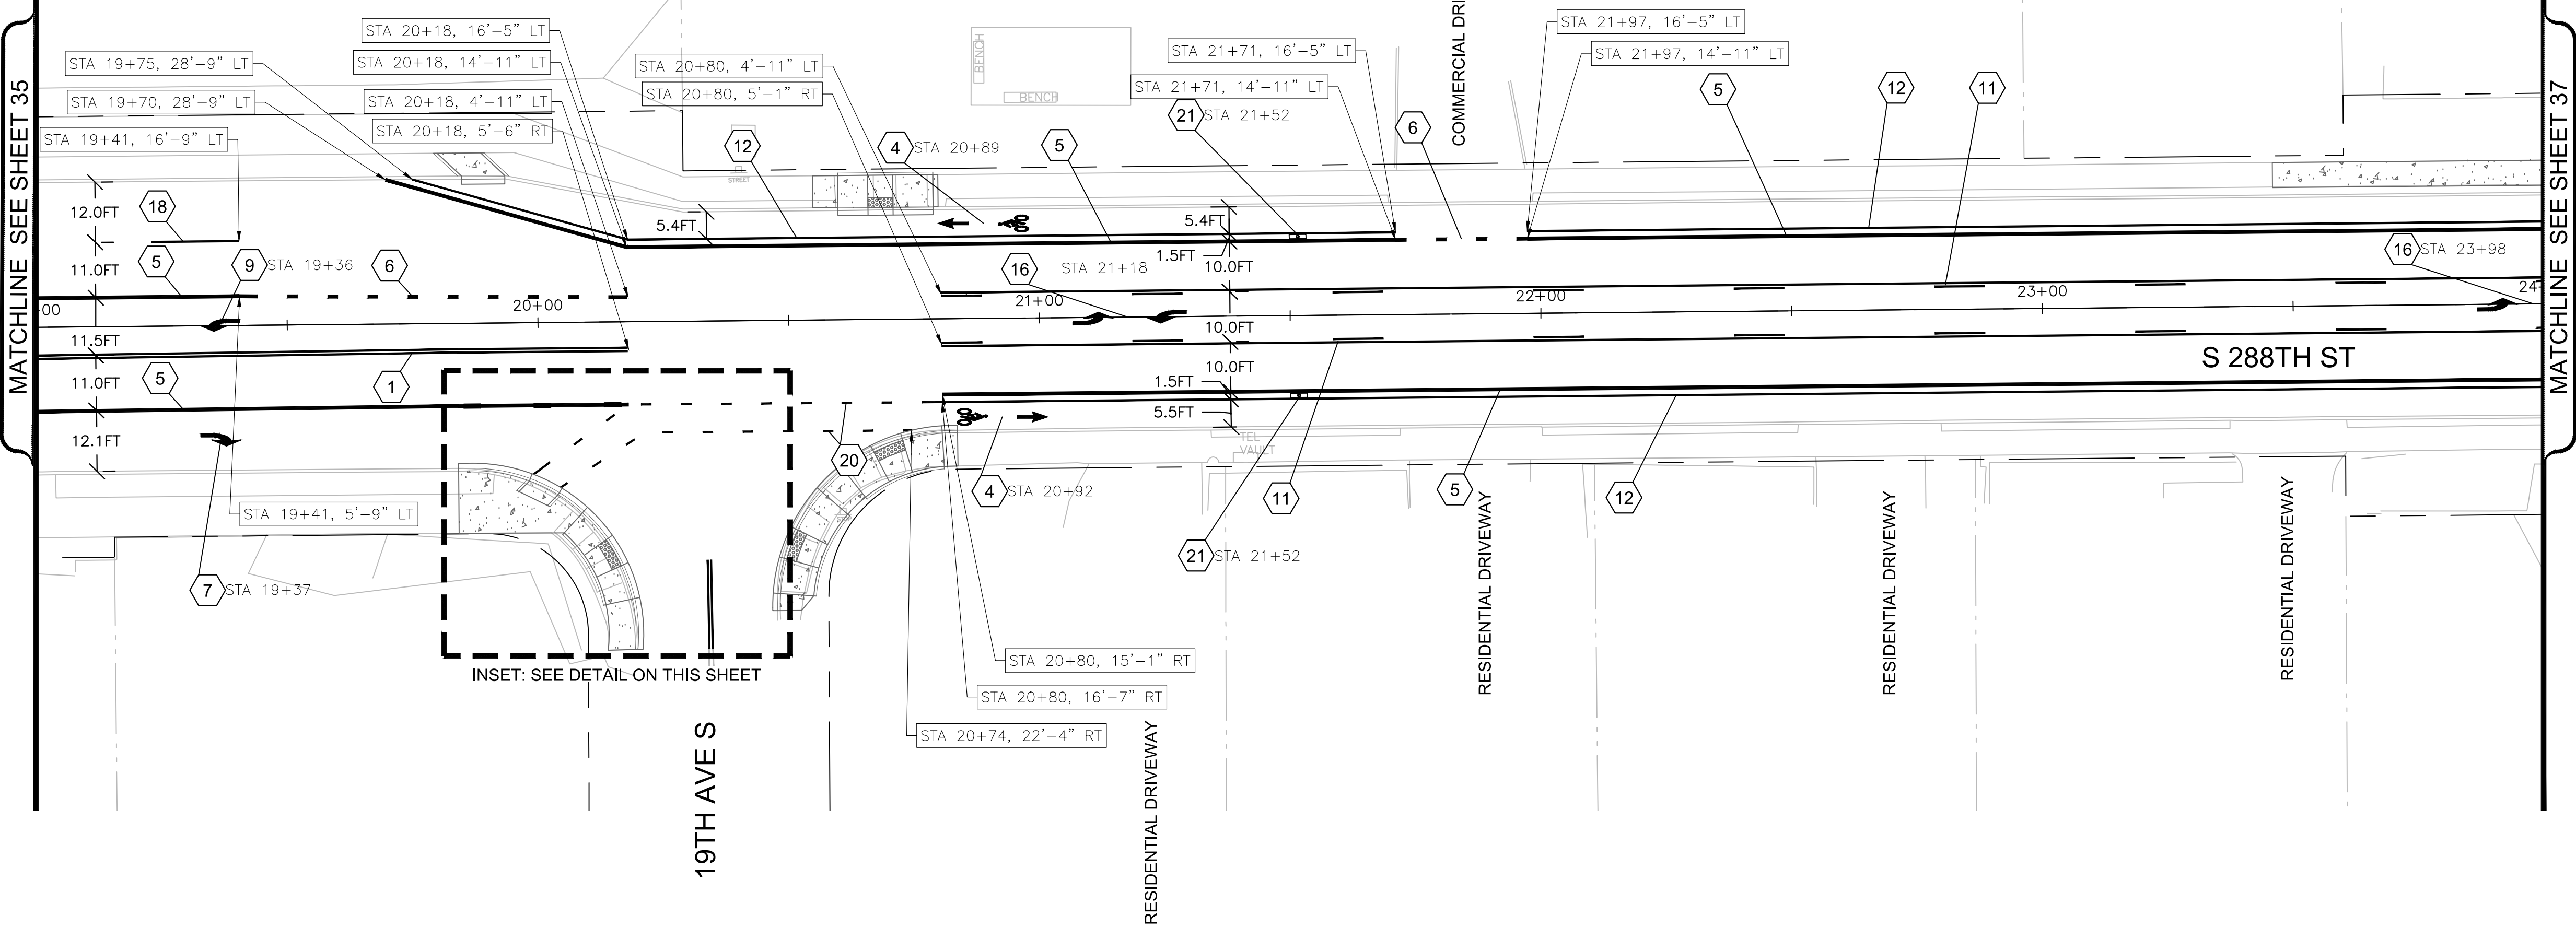 MATCHLINE SEE SHEET 35
STA 19+75, 28'-9" LT
STA 19+70, 28'-9" LT
STA 19+41, 16'-9" LT
STA 20+18, 16'-5" LT
STA 20+18, 14'-11" LT
STA 20+18, 4'-11" LT
STA 20+18, 5'-6" RT
STA 20+80, 4'-11" LT
STA 20+80, 5'-1" RT
BENCH
BENCH
STA 21+71, 16'-5" LT
STA 21+71, 14'-11" LT
21 STA 21+52
COMMERCIAL DRI
STA 21+97, 16'-5" LT
STA 21+97, 14'-11" LT
5
12
11
6
12
4 STA 20+89
5
STREET
12.0FT
18
5.4FT
5.4FT
1.5FT
10.0FT
11.0FT
5
9 STA 19+36
6
16 STA 21+18
16 STA 23+98
00
20+00
21+00
22+00
23+00
24
11.5FT
10.0FT
S 288TH ST
11.0FT
5
1
10.0FT
1.5FT
5.5FT
12.1FT
20
TEL
VAULT
4 STA 20+92
11
5
12
STA 19+41, 5'-9" LT
21 STA 21+52
7 STA 19+37
RESIDENTIAL DRIVEWAY
RESIDENTIAL DRIVEWAY
RESIDENTIAL DRIVEWAY
INSET: SEE DETAIL ON THIS SHEET
STA 20+80, 15'-1" RT
STA 20+80, 16'-7" RT
STA 20+74, 22'-4" RT
19TH AVE S
RESIDENTIAL DRIVEWAY
MATCHLINE SEE SHEET 37